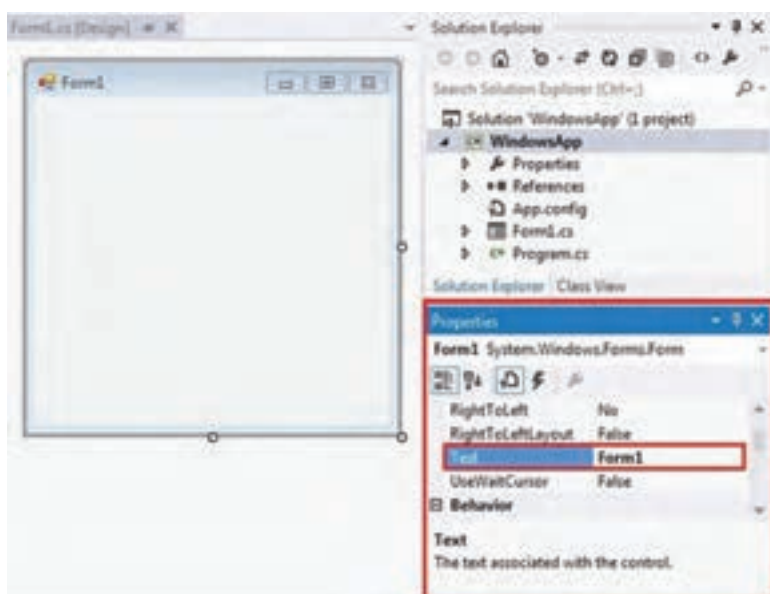 Form1.cs [Design]
Form1
Solution Explorer
Search Solution Explorer (Ctrl+;)
Solution 'WindowsApp' (1 project)
WindowsApp
Properties
References
App.config
Form1.cs
Program.cs
Solution Explorer Class View
Properties
Form1 System.Windows.Forms.Form
RightToLeft No
RightToLeftLayout False
Text Form1
UseWaitCursor False
Behavior
Text
The text associated with the control.